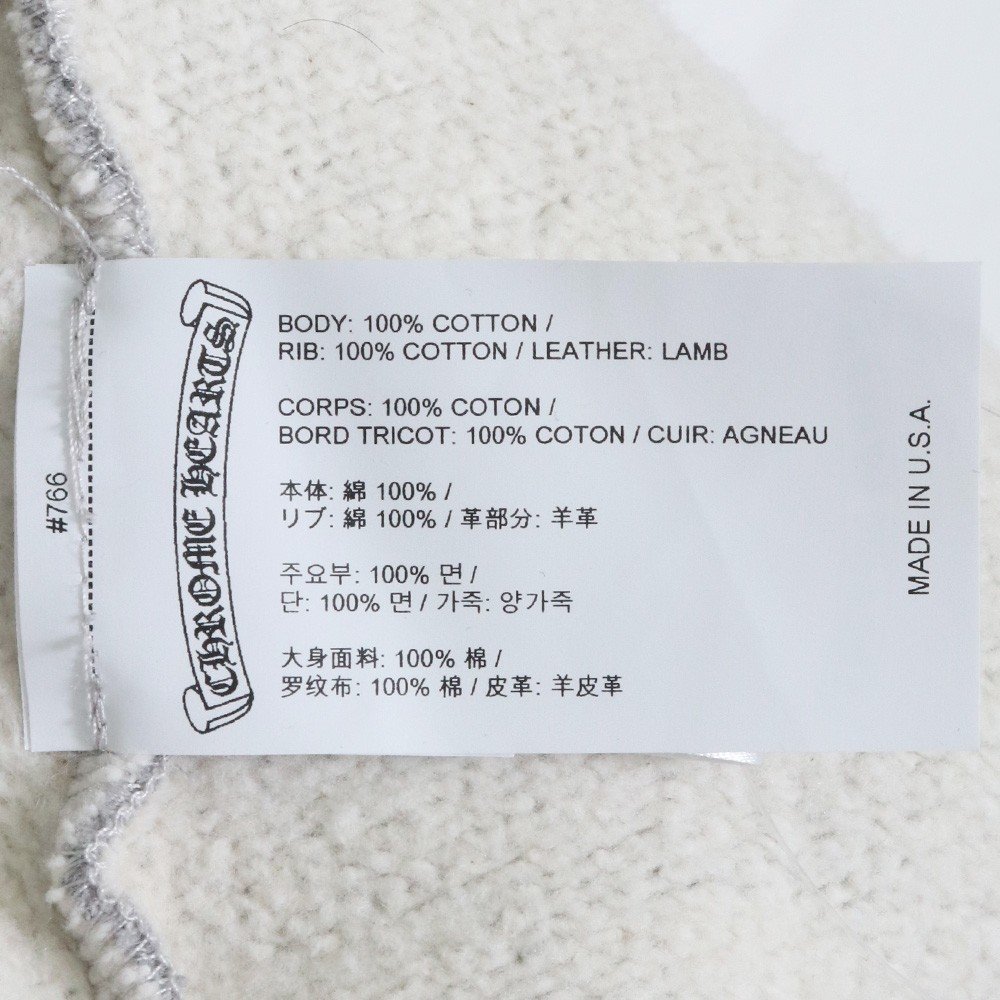 #766
CHROME HEARTS
BODY: 100% COTTON /
RIB: 100% COTTON / LEATHER: LAMB
CORPS: 100% COTON /
BORD TRICOT: 100% COTON / CUIR: AGNEAU
本体: 綿 100% /
リブ: 綿 100% / 革部分: 羊革
주요부: 100% 면 /
단: 100% 면 / 가죽: 양가죽
大身面料: 100% 棉 /
罗纹布: 100% 棉 / 皮革: 羊皮革
MADE IN U.S.A.